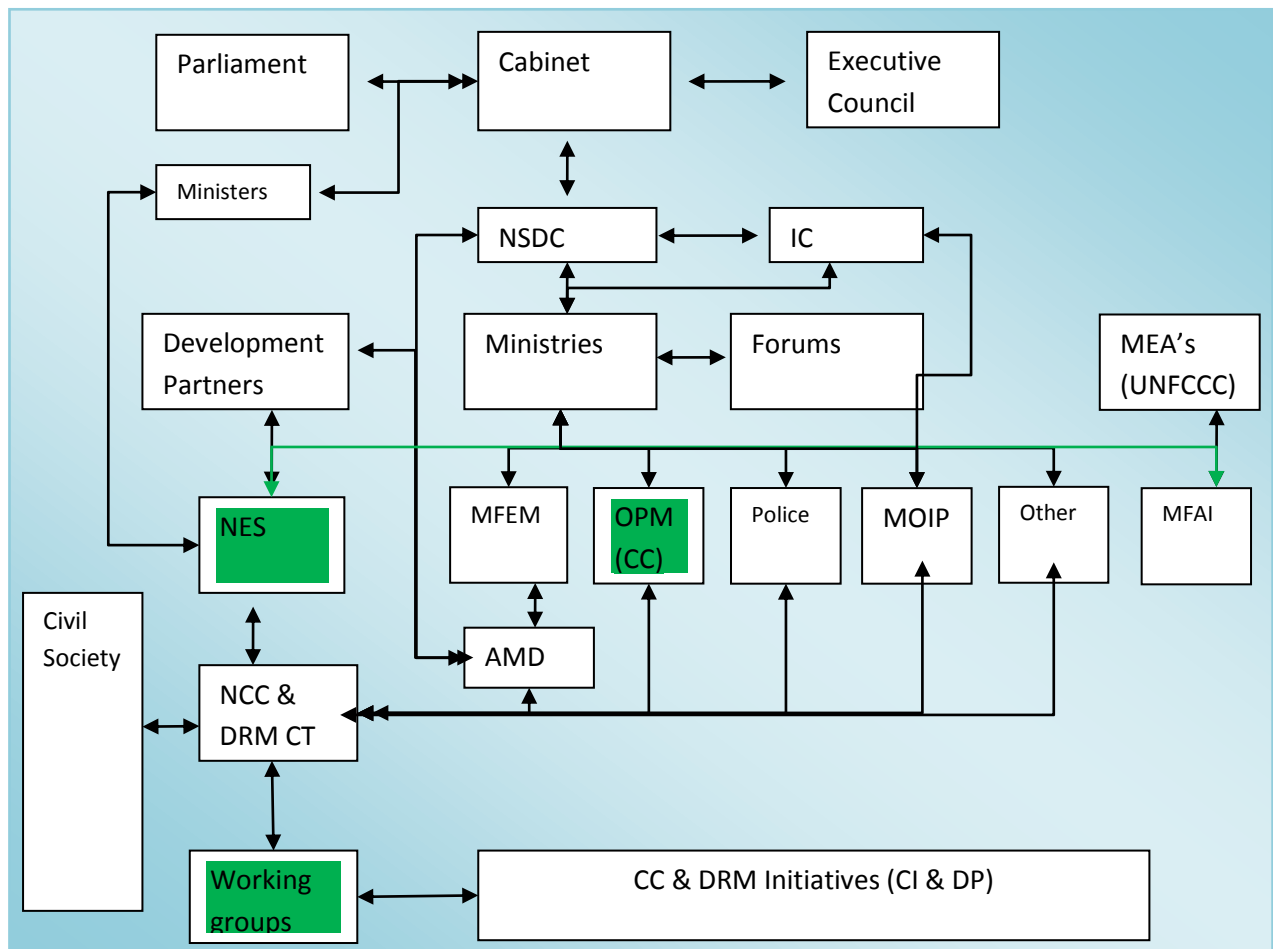 Parliament
Cabinet
Executive
Council
Ministers
NSDC
IC
Development
Partners
Ministries
Forums
MEA’s
(UNFCCC)
NES
MFEM
OPM
(CC)
Police
MOIP
Other
MFAI
Civil
Society
AMD
NCC &
DRM CT
Working
groups
CC & DRM Initiatives (CI & DP)